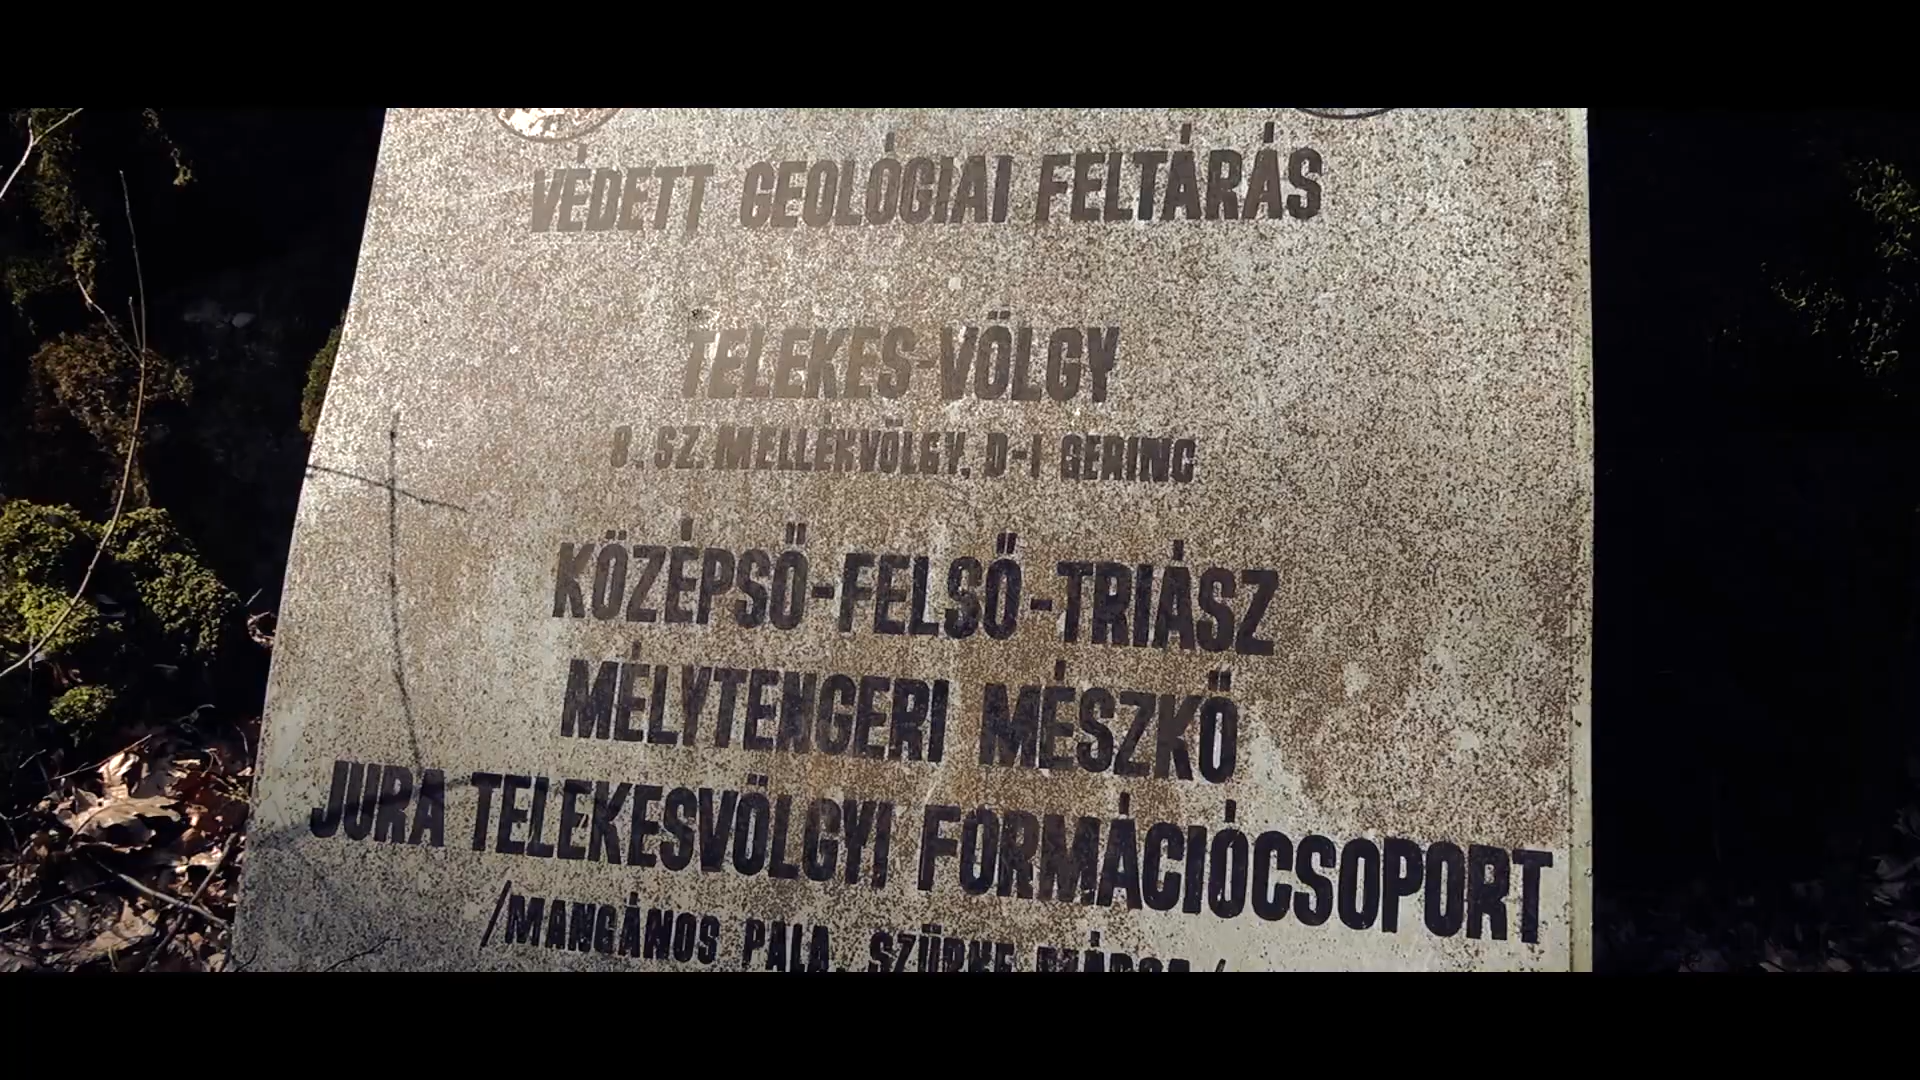 VÉDETT GEOLÓGIAI FELTÁRÁS
TELEKES-VÖLGY
8. SZ. MELLÉKVÖLGY, D-I GERINC
KÖZÉPSŐ-FELSŐ-TRIÁSZ
MÉLYTENGERI MÉSZKŐ
JURA TELEKESVÖLGYI FORMÁCIÓCSOPORT
/MANGÁNOS PALA, SZÜRKE